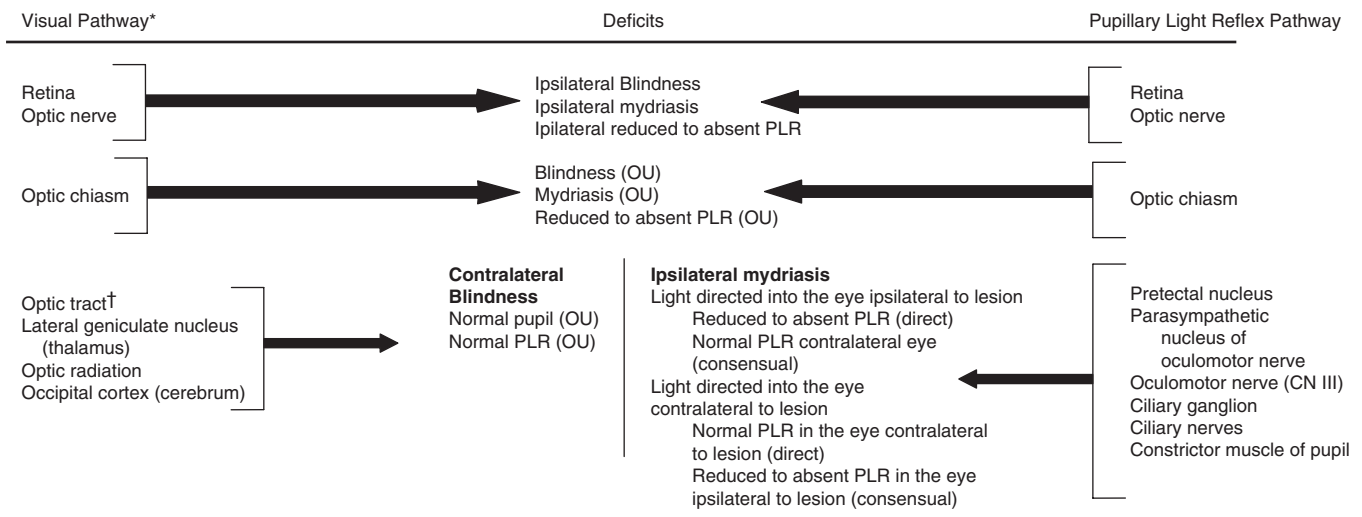 Visual Pathway*
Deficits
Pupillary Light Reflex Pathway
Retina
Optic nerve
Ipsilateral Blindness
Ipsilateral mydriasis
Ipilateral reduced to absent PLR
Retina
Optic nerve
Optic chiasm
Blindness (OU)
Mydriasis (OU)
Reduced to absent PLR (OU)
Optic chiasm
Optic tract†
Lateral geniculate nucleus
(thalamus)
Optic radiation
Occipital cortex (cerebrum)
Contralateral
Blindness
Normal pupil (OU)
Normal PLR (OU)
Ipsilateral mydriasis
Light directed into the eye ipsilateral to lesion
Reduced to absent PLR (direct)
Normal PLR contralateral eye
(consensual)
Light directed into the eye
contralateral to lesion
Normal PLR in the eye contralateral
to lesion (direct)
Reduced to absent PLR in the eye
ipsilateral to lesion (consensual)
Pretectal nucleus
Parasympathetic
nucleus of
oculomotor nerve
Oculomotor nerve (CN III)
Ciliary ganglion
Ciliary nerves
Constrictor muscle of pupil